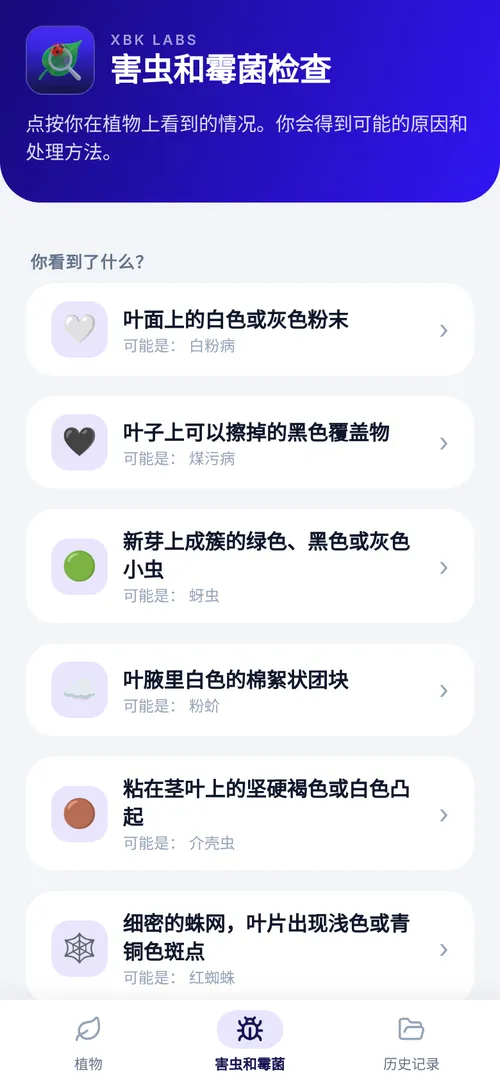 XBK LABS
害虫和霉菌检查
点按你在植物上看到的情况。你会得到可能的原因和
处理方法。
你看到了什么？
叶面上的白色或灰色粉末
可能是： 白粉病
叶子上可以擦掉的黑色覆盖物
可能是： 煤污病
新芽上成簇的绿色、黑色或灰色
小虫
可能是： 蚜虫
叶腋里白色的棉絮状团块
可能是： 粉蚧
粘在茎叶上的坚硬褐色或白色凸
起
可能是： 介壳虫
细密的蛛网，叶片出现浅色或青
铜色斑点
可能是： 红蜘蛛
植物
害虫和霉菌
历史记录